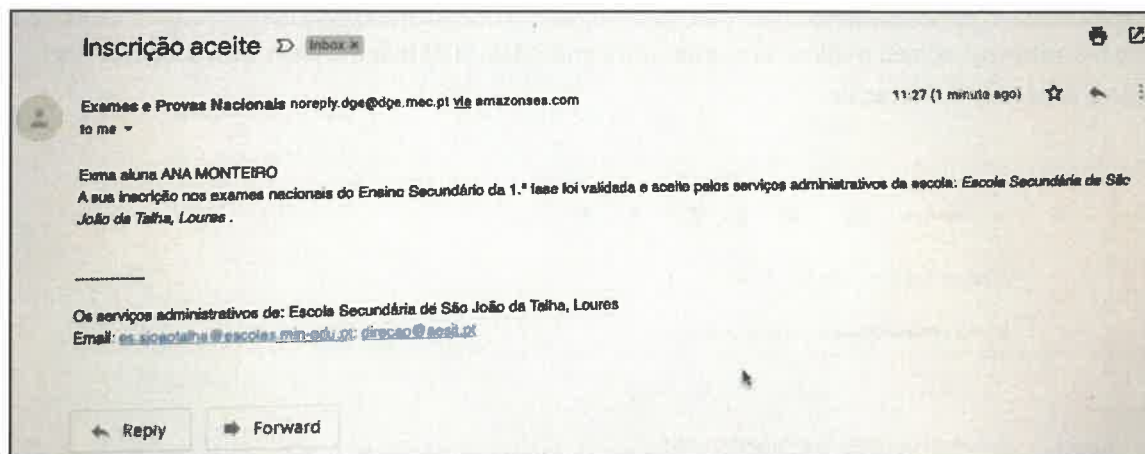 Inscrição aceite Inbox x
Exames e Provas Nacionais noreply.dge@dge.mec.pt via amazonses.com 11:27 (1 minute ago)
to me
Exma aluna ANA MONTEIRO
A sua inscrição nos exames nacionais do Ensino Secundário da 1.ª fase foi validada e aceite pelos serviços administrativos da escola: Escola Secundária de São
João da Talha, Loures .
Os serviços administrativos de: Escola Secundária de São João da Talha, Loures
Email: es.sjoaotalha@escolas.min-edu.pt; direcao@aesjt.pt
Reply Forward